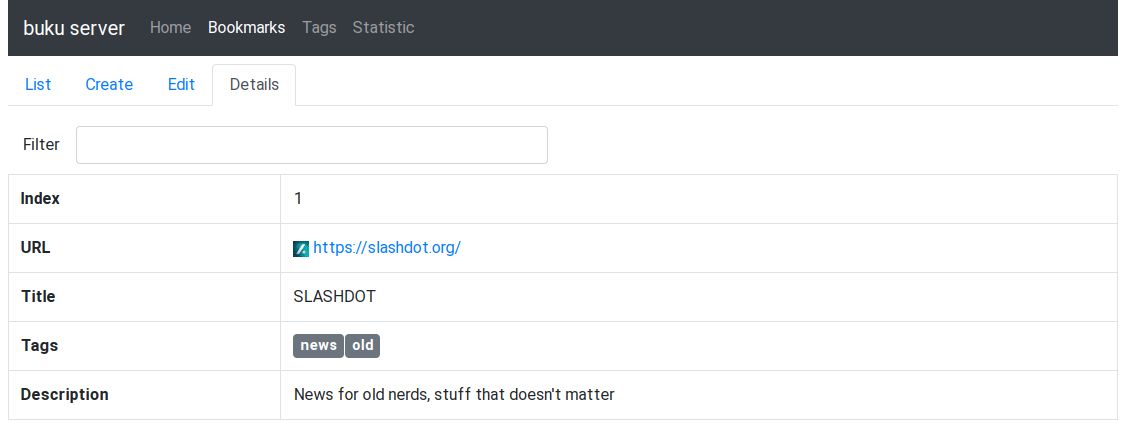 buku server Home Bookmarks Tags Statistic
List Create Edit Details
Filter
Index 1
URL https://slashdot.org/
Title SLASHDOT
Tags news old
Description News for old nerds, stuff that doesn't matter